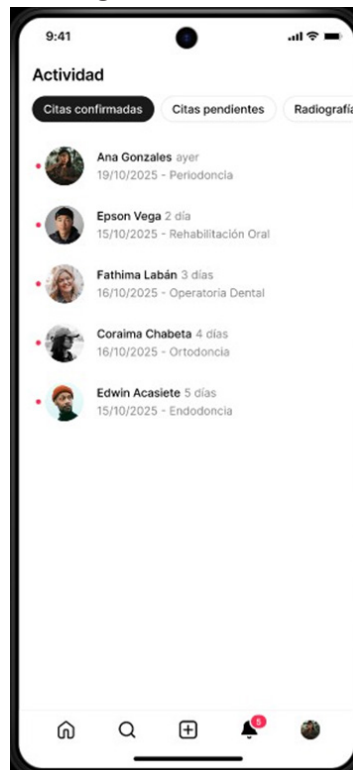 9:41
Actividad
Citas confirmadas Citas pendientes Radiografía
Ana Gonzales ayer
19/10/2025 - Periodoncia
Epson Vega 2 día
15/10/2025 - Rehabilitación Oral
Fathima Labán 3 días
16/10/2025 - Operatoria Dental
Coraima Chabeta 4 días
16/10/2025 - Ortodoncia
Edwin Acasiete 5 días
15/10/2025 - Endodoncia
5